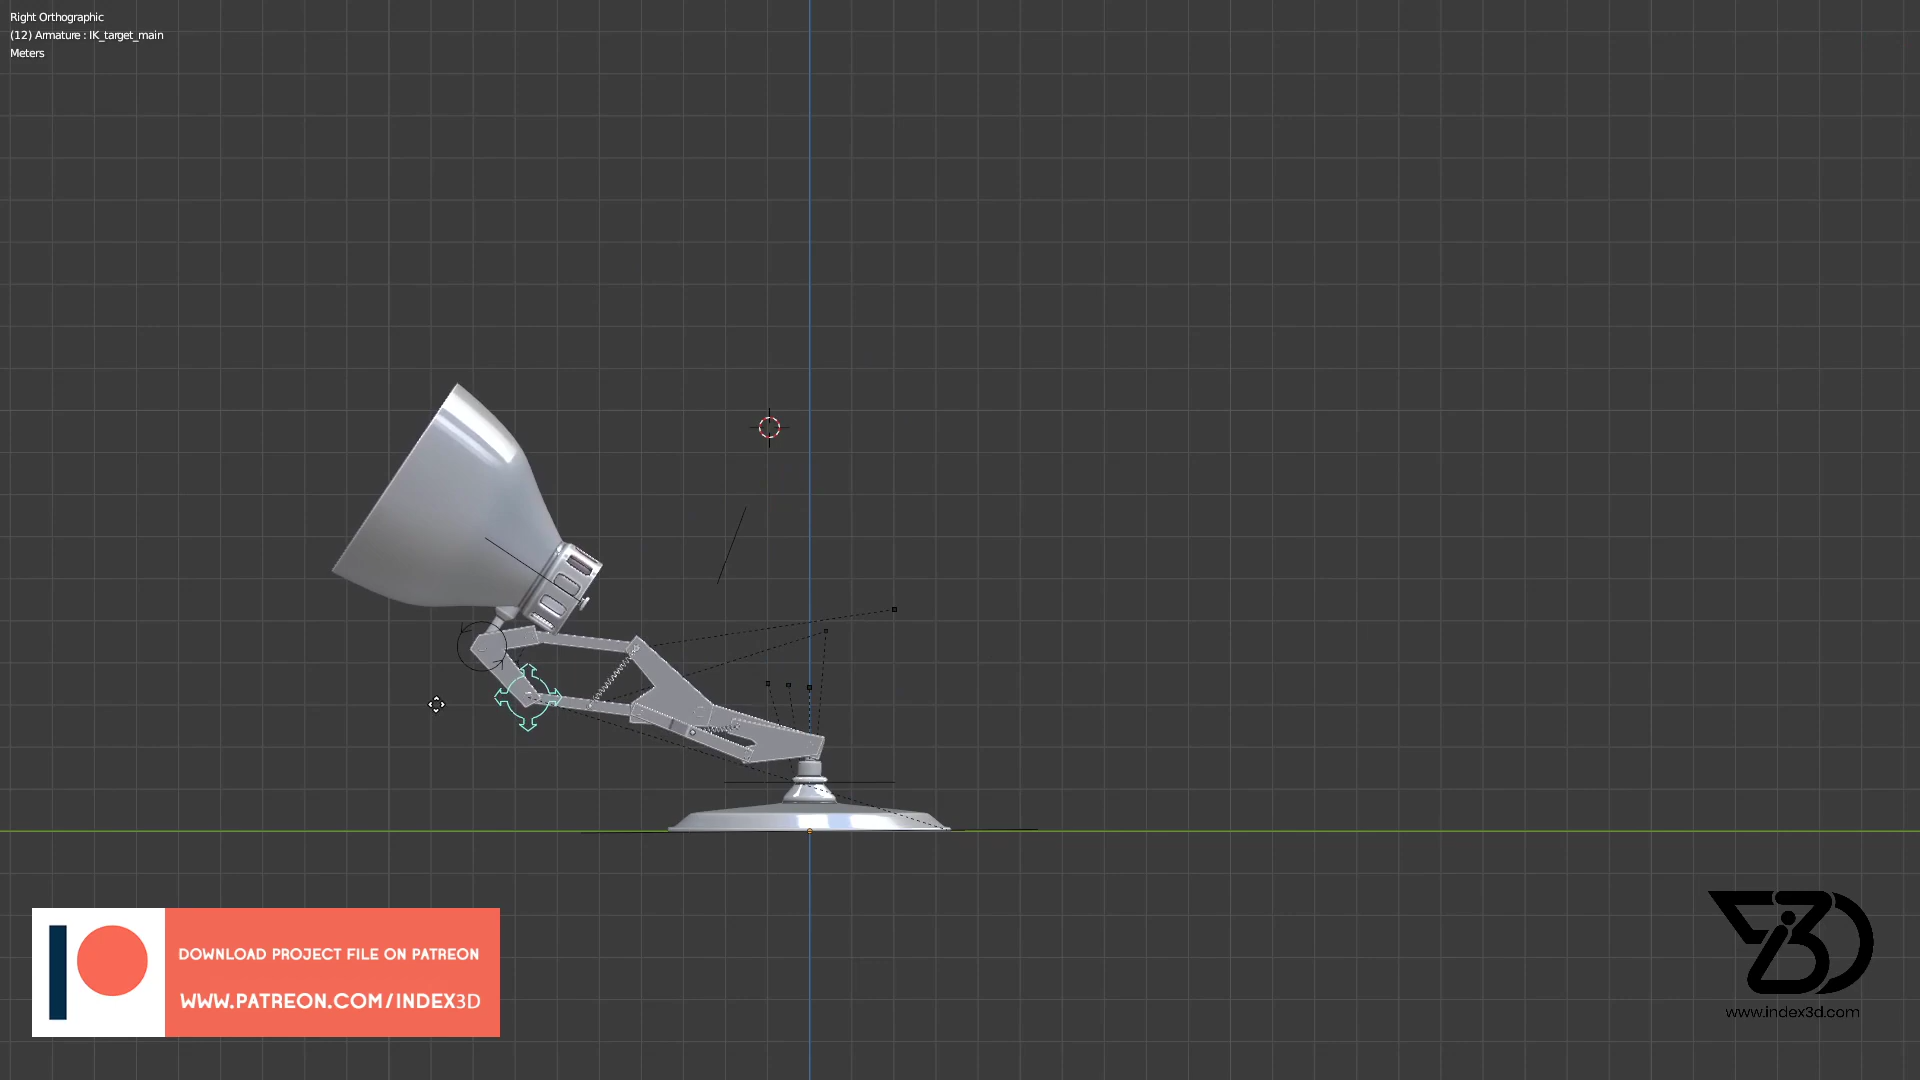 Right Orthographic
(12) Armature : IK_target_main
Meters
DOWNLOAD PROJECT FILE ON PATREON
WWW.PATREON.COM/INDEX3D
www.index3d.com